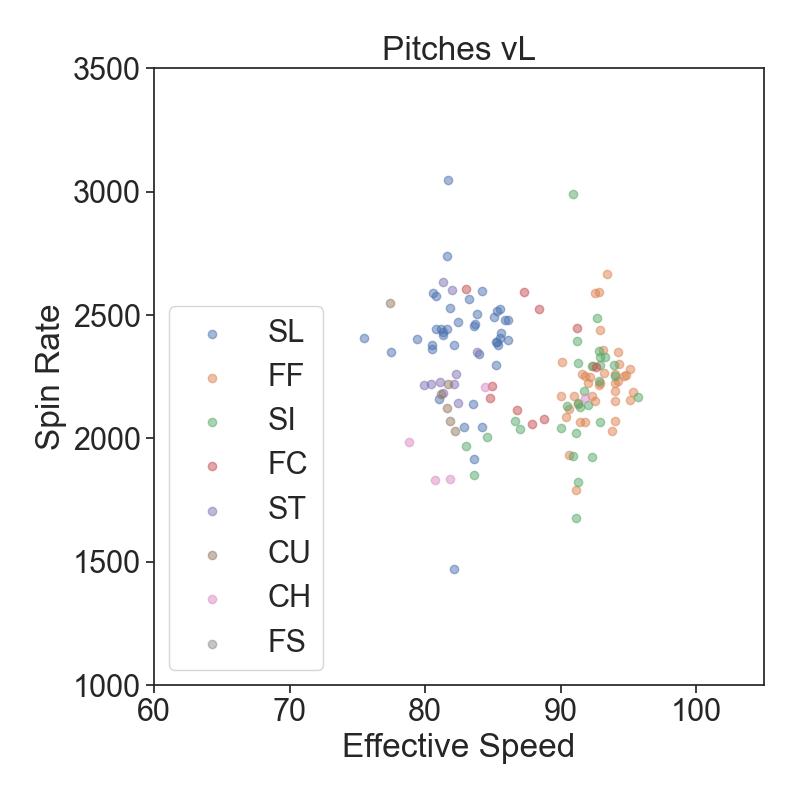 Pitches vL
3500
3000
2500
2000
1500
1000
Spin Rate
SL
FF
SI
FC
ST
CU
CH
FS
60 70 80 90 100
Effective Speed